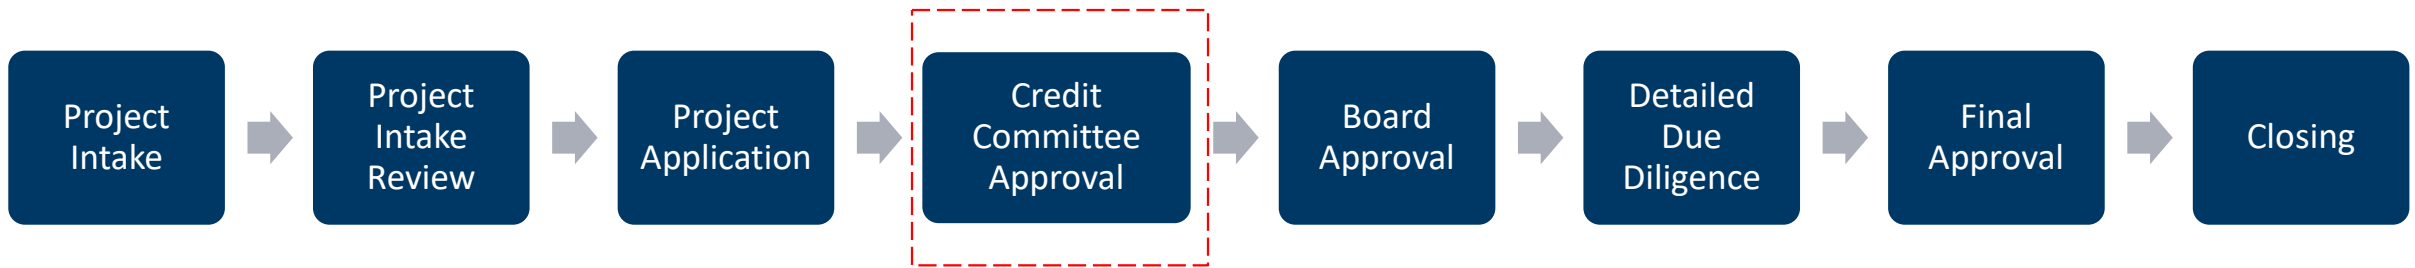 Project
Intake
Project
Intake
Review
Project
Application
Credit
Committee
Approval
Board
Approval
Detailed
Due
Diligence
Final
Approval
Closing